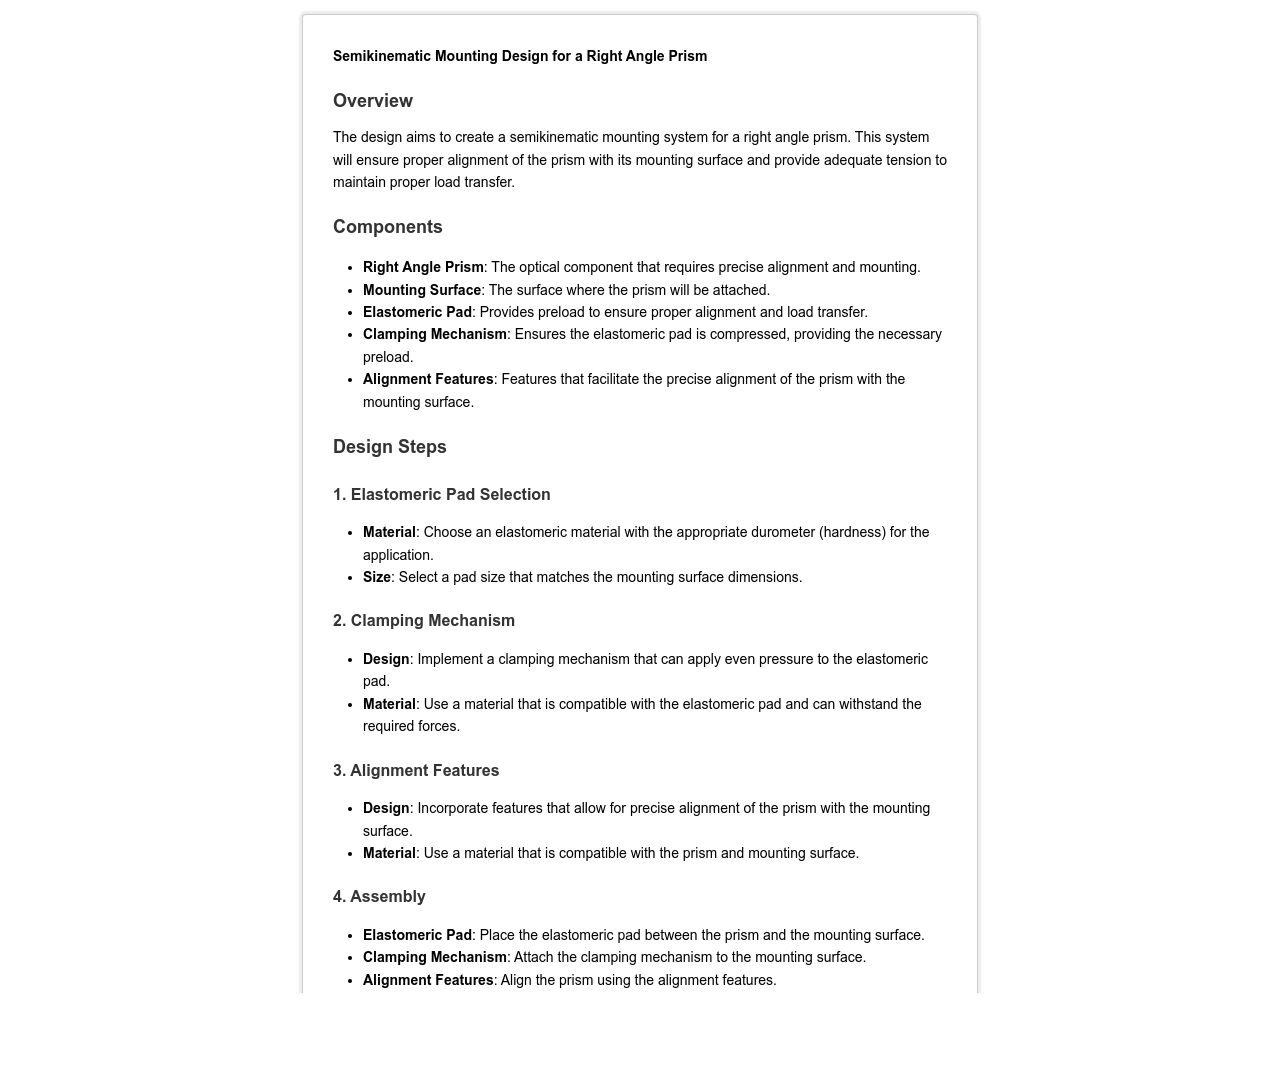 Semikinematic Mounting Design for a Right Angle Prism
Overview
The design aims to create a semikinematic mounting system for a right angle prism. This system
will ensure proper alignment of the prism with its mounting surface and provide adequate tension to
maintain proper load transfer.
Components
• Right Angle Prism: The optical component that requires precise alignment and mounting.
• Mounting Surface: The surface where the prism will be attached.
• Elastomeric Pad: Provides preload to ensure proper alignment and load transfer.
• Clamping Mechanism: Ensures the elastomeric pad is compressed, providing the necessary
preload.
• Alignment Features: Features that facilitate the precise alignment of the prism with the
mounting surface.
Design Steps
1. Elastomeric Pad Selection
• Material: Choose an elastomeric material with the appropriate durometer (hardness) for the
application.
• Size: Select a pad size that matches the mounting surface dimensions.
2. Clamping Mechanism
• Design: Implement a clamping mechanism that can apply even pressure to the elastomeric
pad.
• Material: Use a material that is compatible with the elastomeric pad and can withstand the
required forces.
3. Alignment Features
• Design: Incorporate features that allow for precise alignment of the prism with the mounting
surface.
• Material: Use a material that is compatible with the prism and mounting surface.
4. Assembly
• Elastomeric Pad: Place the elastomeric pad between the prism and the mounting surface.
• Clamping Mechanism: Attach the clamping mechanism to the mounting surface.
• Alignment Features: Align the prism using the alignment features.